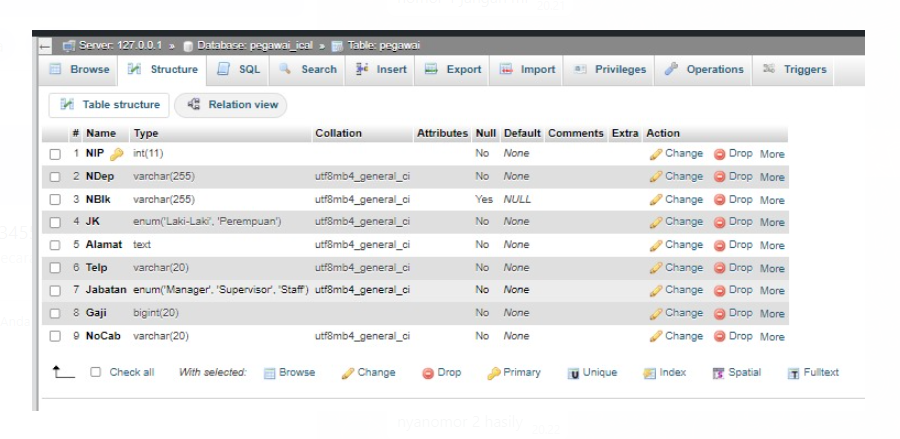 Server: 127.0.0.1 » Database: pegawai_ical » Table: pegawai
Browse Structure SQL Search Insert Export Import Privileges Operations Triggers
Table structure Relation view
# Name Type Collation Attributes Null Default Comments Extra Action
1 NIP int(11) No None Change Drop More
2 NDep varchar(255) utf8mb4_general_ci No None Change Drop More
3 NBlk varchar(255) utf8mb4_general_ci Yes NULL Change Drop More
4 JK enum('Laki-Laki', 'Perempuan') utf8mb4_general_ci No None Change Drop More
5 Alamat text utf8mb4_general_ci No None Change Drop More
6 Telp varchar(20) utf8mb4_general_ci No None Change Drop More
7 Jabatan enum('Manager', 'Supervisor', 'Staff') utf8mb4_general_ci No None Change Drop More
8 Gaji bigint(20) No None Change Drop More
9 NoCab varchar(20) utf8mb4_general_ci No None Change Drop More
Check all With selected: Browse Change Drop Primary Unique Index Spatial Fulltext